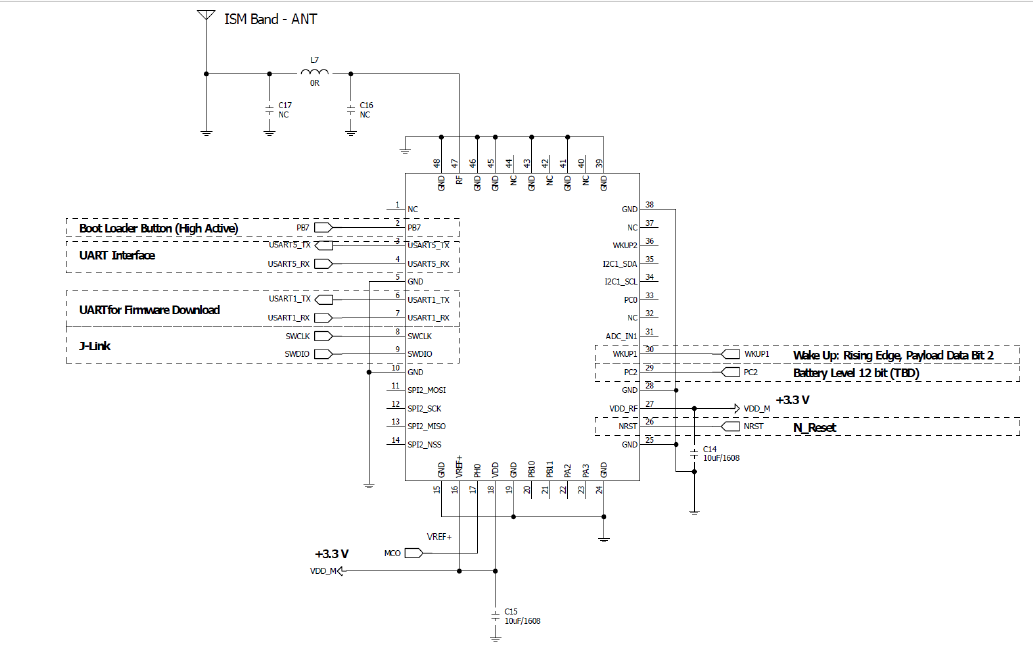 ISM Band - ANT
L7
0R
C17
NC
C16
NC
48 47 46 45 44 43 42 41 40 39
GND RF GND GND NC GND NC GND NC GND
1 NC
Boot Loader Button (High Active) PB7 2 PB7
USART5_TX 3 USART5_TX
UART Interface
USART5_RX 4 USART5_RX
5 GND
USART1_TX 6 USART1_TX
UARTfor Firmware Download
USART1_RX 7 USART1_RX
SWCLK 8 SWCLK
J-Link
SWDIO 9 SWDIO
10 GND
11 SPI2_MOSI
12 SPI2_SCK
13 SPI2_MISO
14 SPI2_NSS
GND 38
NC 37
WKUP2 36
I2C1_SDA 35
I2C1_SCL 34
PC0 33
NC 32
ADC_IN1 31
WKUP1 30 WKUP1 Wake Up: Rising Edge, Payload Data Bit 2
PC2 29 PC2 Battery Level 12 bit (TBD)
GND 28
+3.3 V
VDD_RF 27 VDD_M
NRST 26 NRST N_Reset
GND 25
C14
10uF/1608
GND VREF+ PH0 VDD GND PB10 PB11 PA2 PA3 GND
15 16 17 18 19 20 21 22 23 24
VREF+
+3.3 V
MCO
VDD_M
C15
10uF/1608